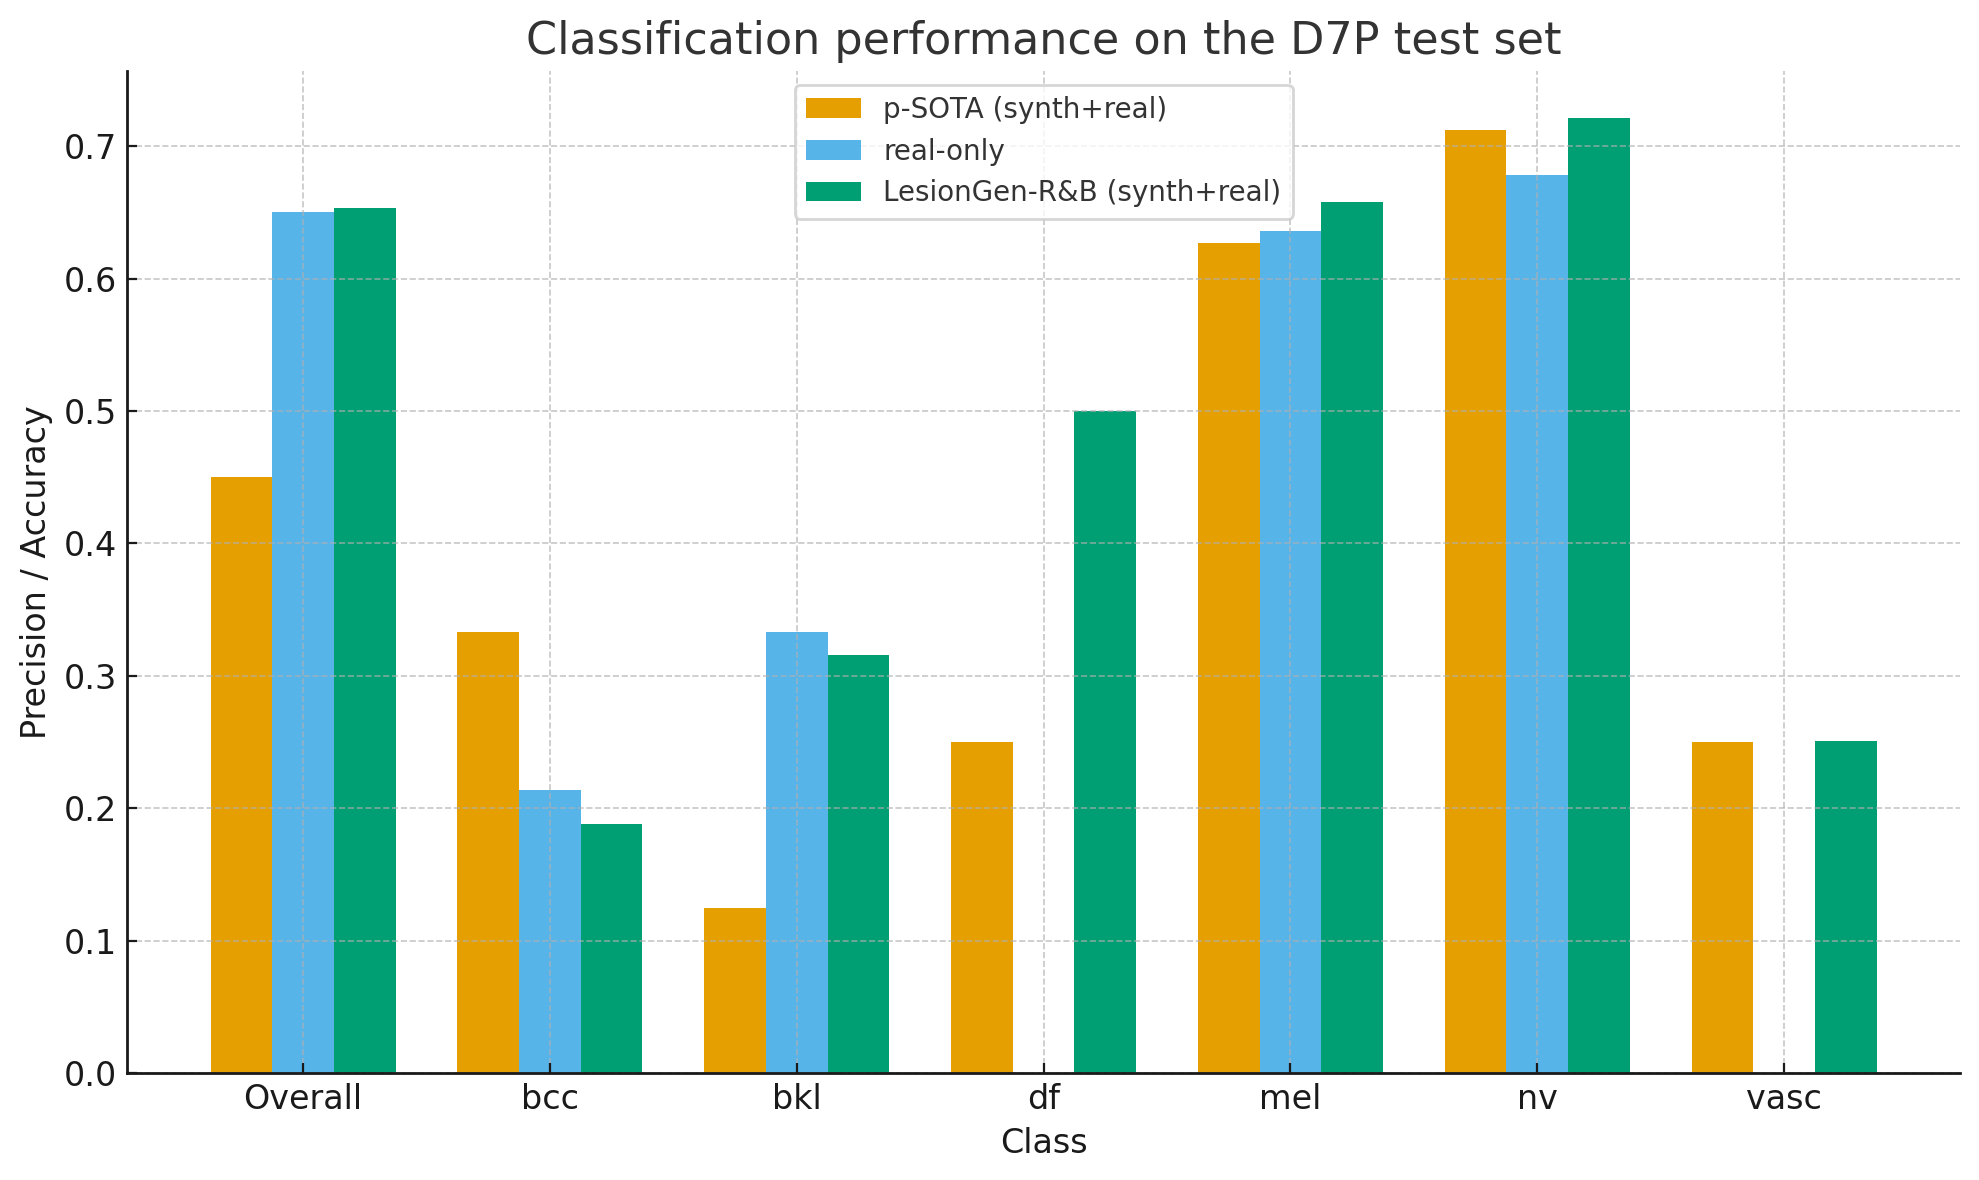 Classification performance on the D7P test set
p-SOTA (synth+real)
real-only
LesionGen-R&B (synth+real)
Precision / Accuracy
0.7
0.6
0.5
0.4
0.3
0.2
0.1
0.0
Overall bcc bkl df mel nv vasc
Class